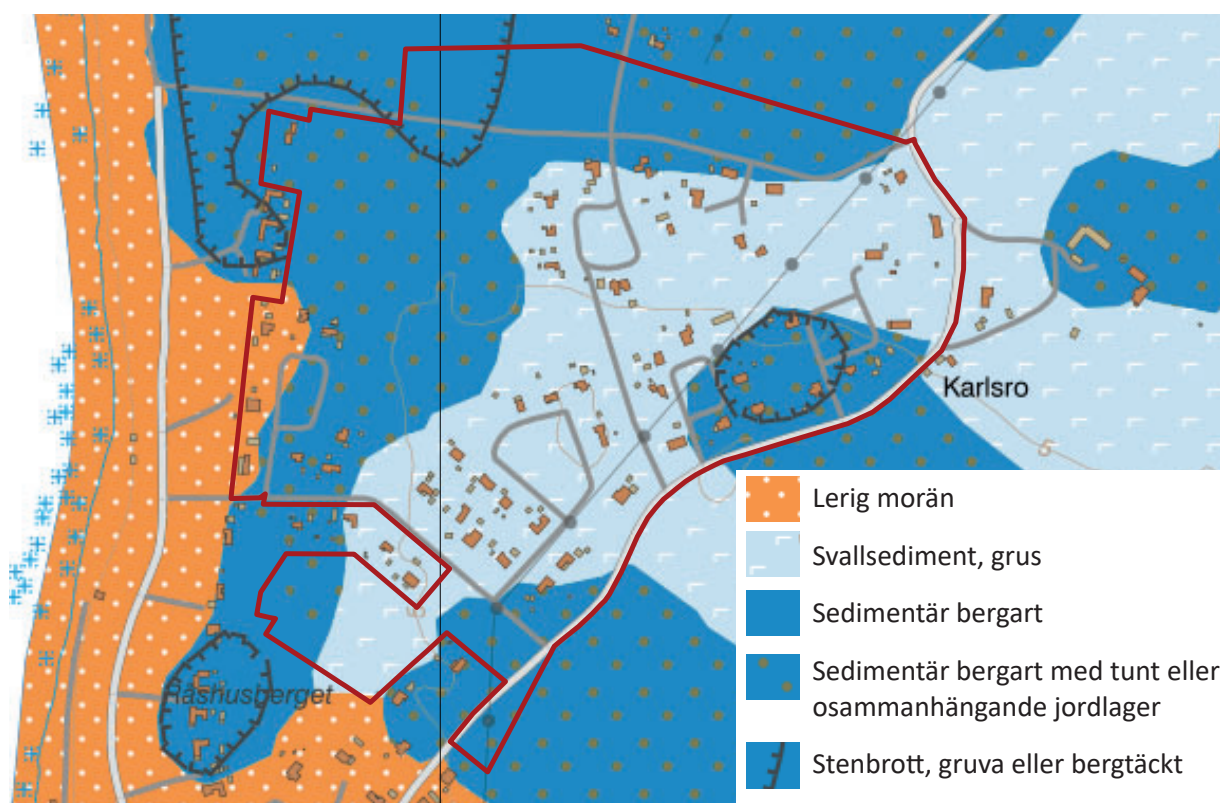 Karlsro
Råshusberget
Lerig morän
Svallsediment, grus
Sedimentär bergart
Sedimentär bergart med tunt eller
osammanhängande jordlager
Stenbrott, gruva eller bergtäckt